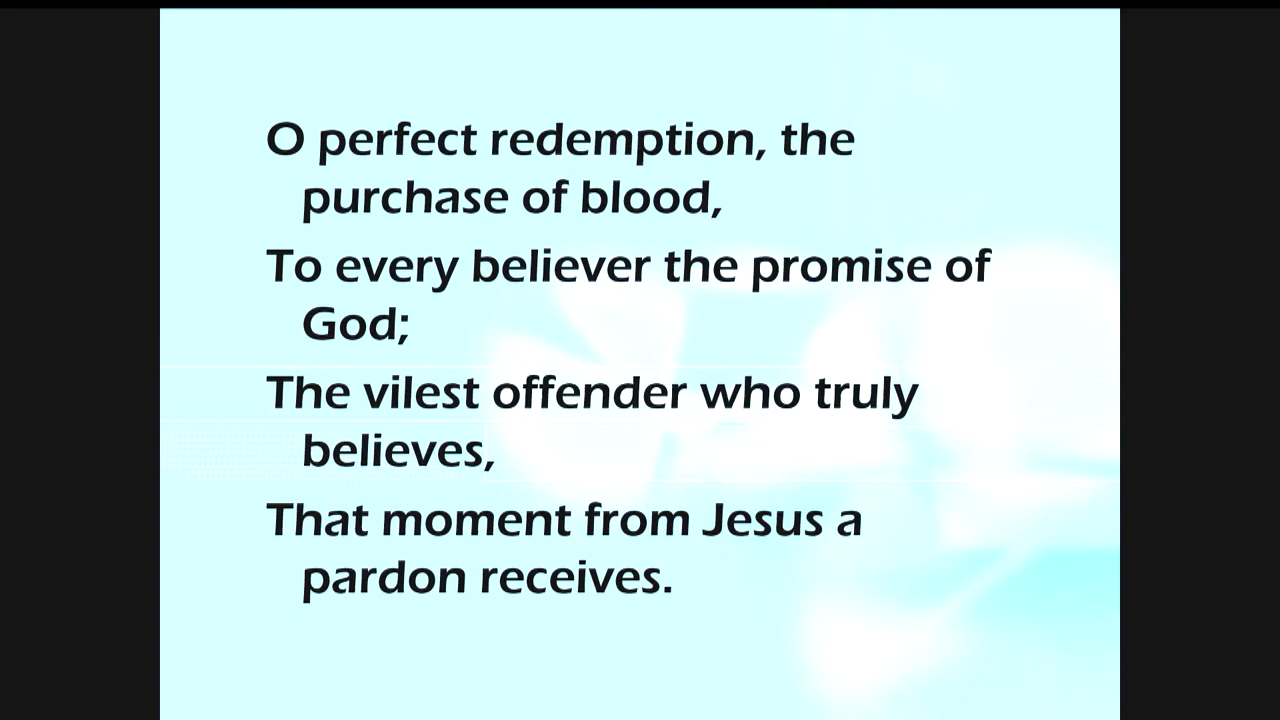 O perfect redemption, the
purchase of blood,
To every believer the promise of
God;
The vilest offender who truly
believes,
That moment from Jesus a
pardon receives.